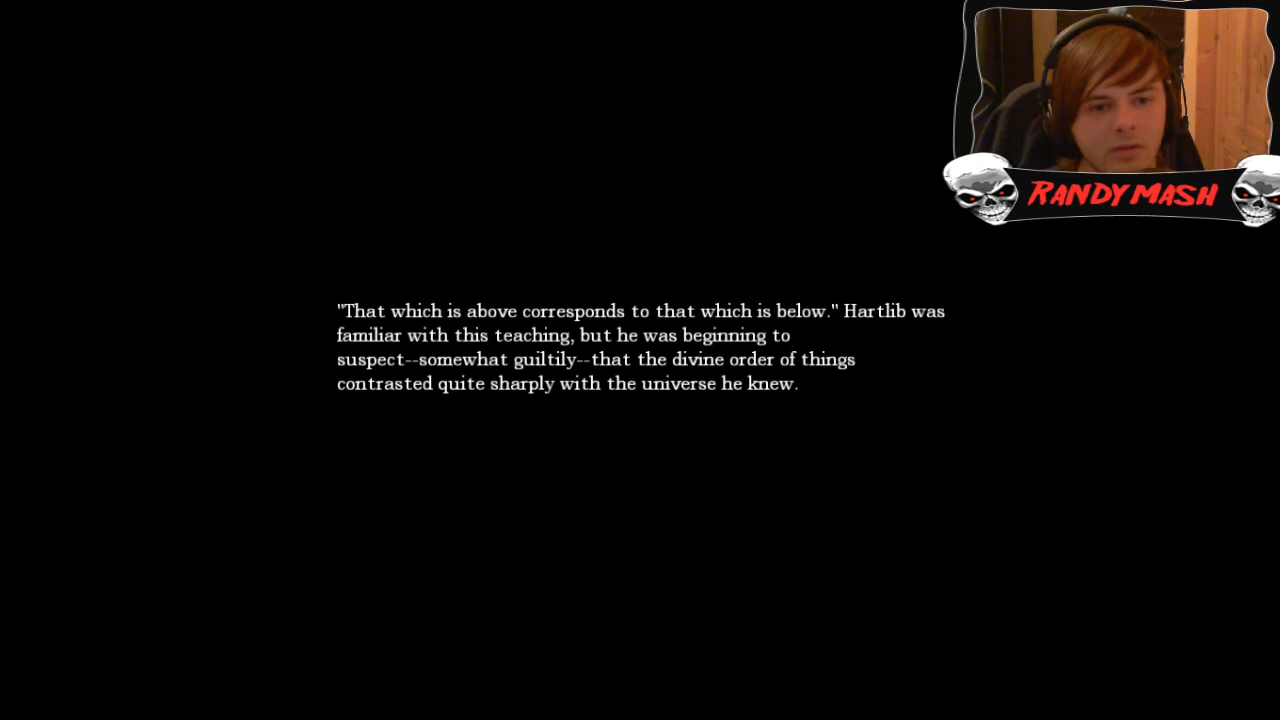 RANDY MASH
"That which is above corresponds to that which is below." Hartlib was
familiar with this teaching, but he was beginning to
suspect--somewhat guiltily--that the divine order of things
contrasted quite sharply with the universe he knew.